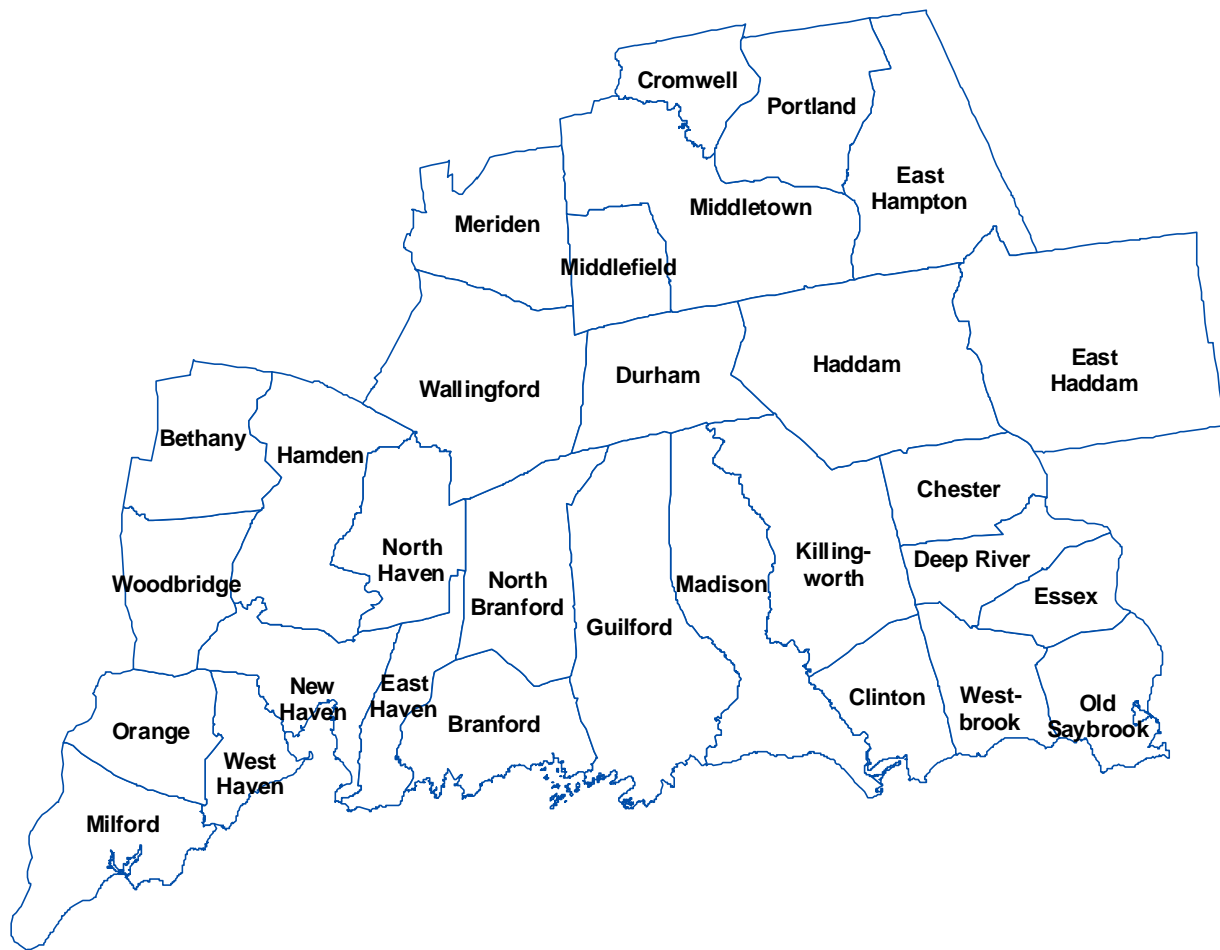 Cromwell
Portland
East
Hampton
Middletown
Meriden
Middlefield
Haddam
East
Haddam
Durham
Wallingford
Bethany
Hamden
Chester
North
Haven
Killing-
worth
Deep River
Woodbridge
North
Branford
Madison
Essex
Guilford
New
Haven
East
Haven
Clinton
West-
brook
Old
Saybrook
Orange
Branford
West
Haven
Milford